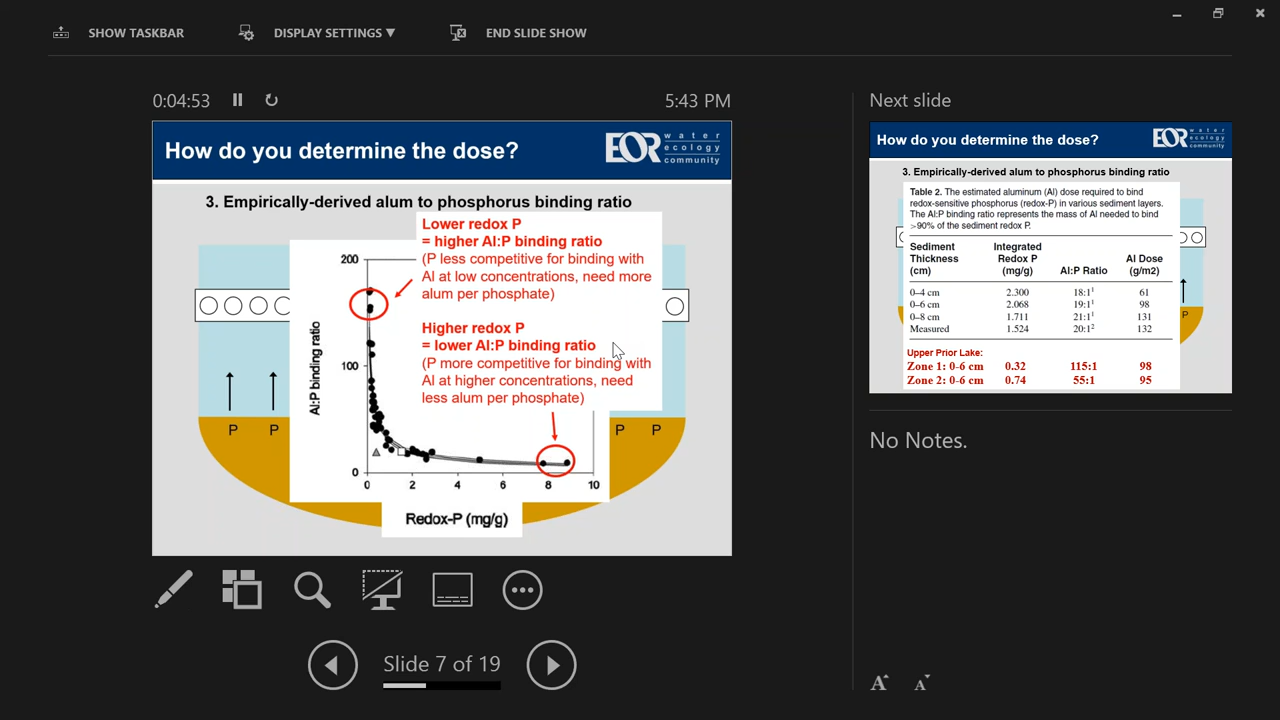 SHOW TASKBAR
DISPLAY SETTINGS ▼
END SLIDE SHOW
0:04:53
5:43 PM
How do you determine the dose?
EOR
water
ecology
community
3. Empirically-derived alum to phosphorus binding ratio
Lower redox P
= higher Al:P binding ratio
(P less competitive for binding with
Al at low concentrations, need more
alum per phosphate)
Higher redox P
= lower Al:P binding ratio
(P more competitive for binding with
Al at higher concentrations, need
less alum per phosphate)
200
100
0
Al:P binding ratio
0 2 4 6 8 10
Redox-P (mg/g)
P P P P
Slide 7 of 19
Next slide
How do you determine the dose?
EOR
water
ecology
community
3. Empirically-derived alum to phosphorus binding ratio
Table 2. The estimated aluminum (Al) dose required to bind
redox-sensitive phosphorus (redox-P) in various sediment layers.
The Al:P binding ratio represents the mass of Al needed to bind
>90% of the sediment redox P.
Sediment Thickness (cm) Integrated Redox P (mg/g) Al:P Ratio Al Dose (g/m2)
0–4 cm 2.300 18:1¹ 61
0–6 cm 2.068 19:1¹ 98
0–8 cm 1.711 21:1¹ 131
Measured 1.524 20:1² 132
Upper Prior Lake:
Zone 1: 0-6 cm 0.32 115:1 98
Zone 2: 0-6 cm 0.74 55:1 95
P
No Notes.
A A